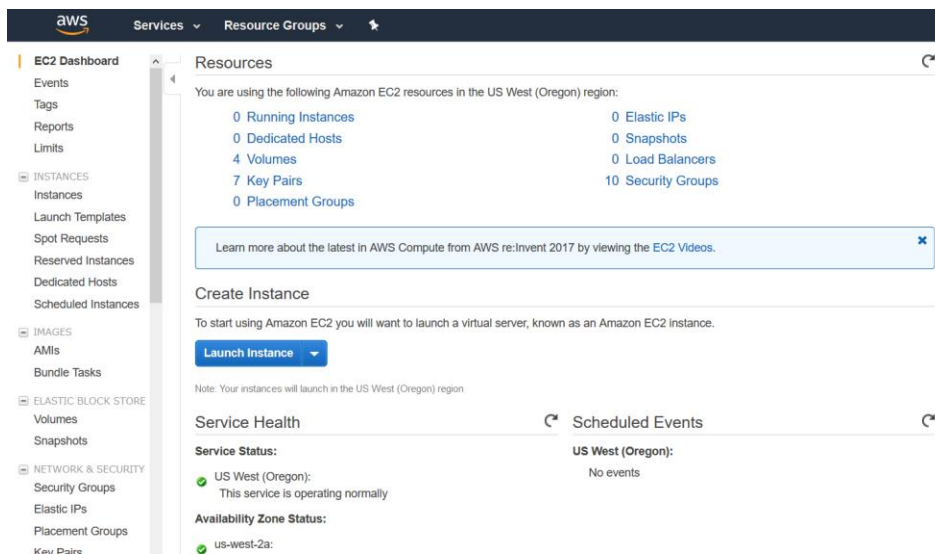 aws
Services
Resource Groups
EC2 Dashboard
Events
Tags
Reports
Limits
INSTANCES
Instances
Launch Templates
Spot Requests
Reserved Instances
Dedicated Hosts
Scheduled Instances
IMAGES
AMIs
Bundle Tasks
ELASTIC BLOCK STORE
Volumes
Snapshots
NETWORK & SECURITY
Security Groups
Elastic IPs
Placement Groups
Key Pairs
Resources
You are using the following Amazon EC2 resources in the US West (Oregon) region:
0 Running Instances
0 Dedicated Hosts
4 Volumes
7 Key Pairs
0 Placement Groups
0 Elastic IPs
0 Snapshots
0 Load Balancers
10 Security Groups
Learn more about the latest in AWS Compute from AWS re:Invent 2017 by viewing the EC2 Videos.
Create Instance
To start using Amazon EC2 you will want to launch a virtual server, known as an Amazon EC2 instance.
Launch Instance
Note: Your instances will launch in the US West (Oregon) region
Service Health
Service Status:
US West (Oregon):
This service is operating normally
Availability Zone Status:
us-west-2a:
Scheduled Events
US West (Oregon):
No events